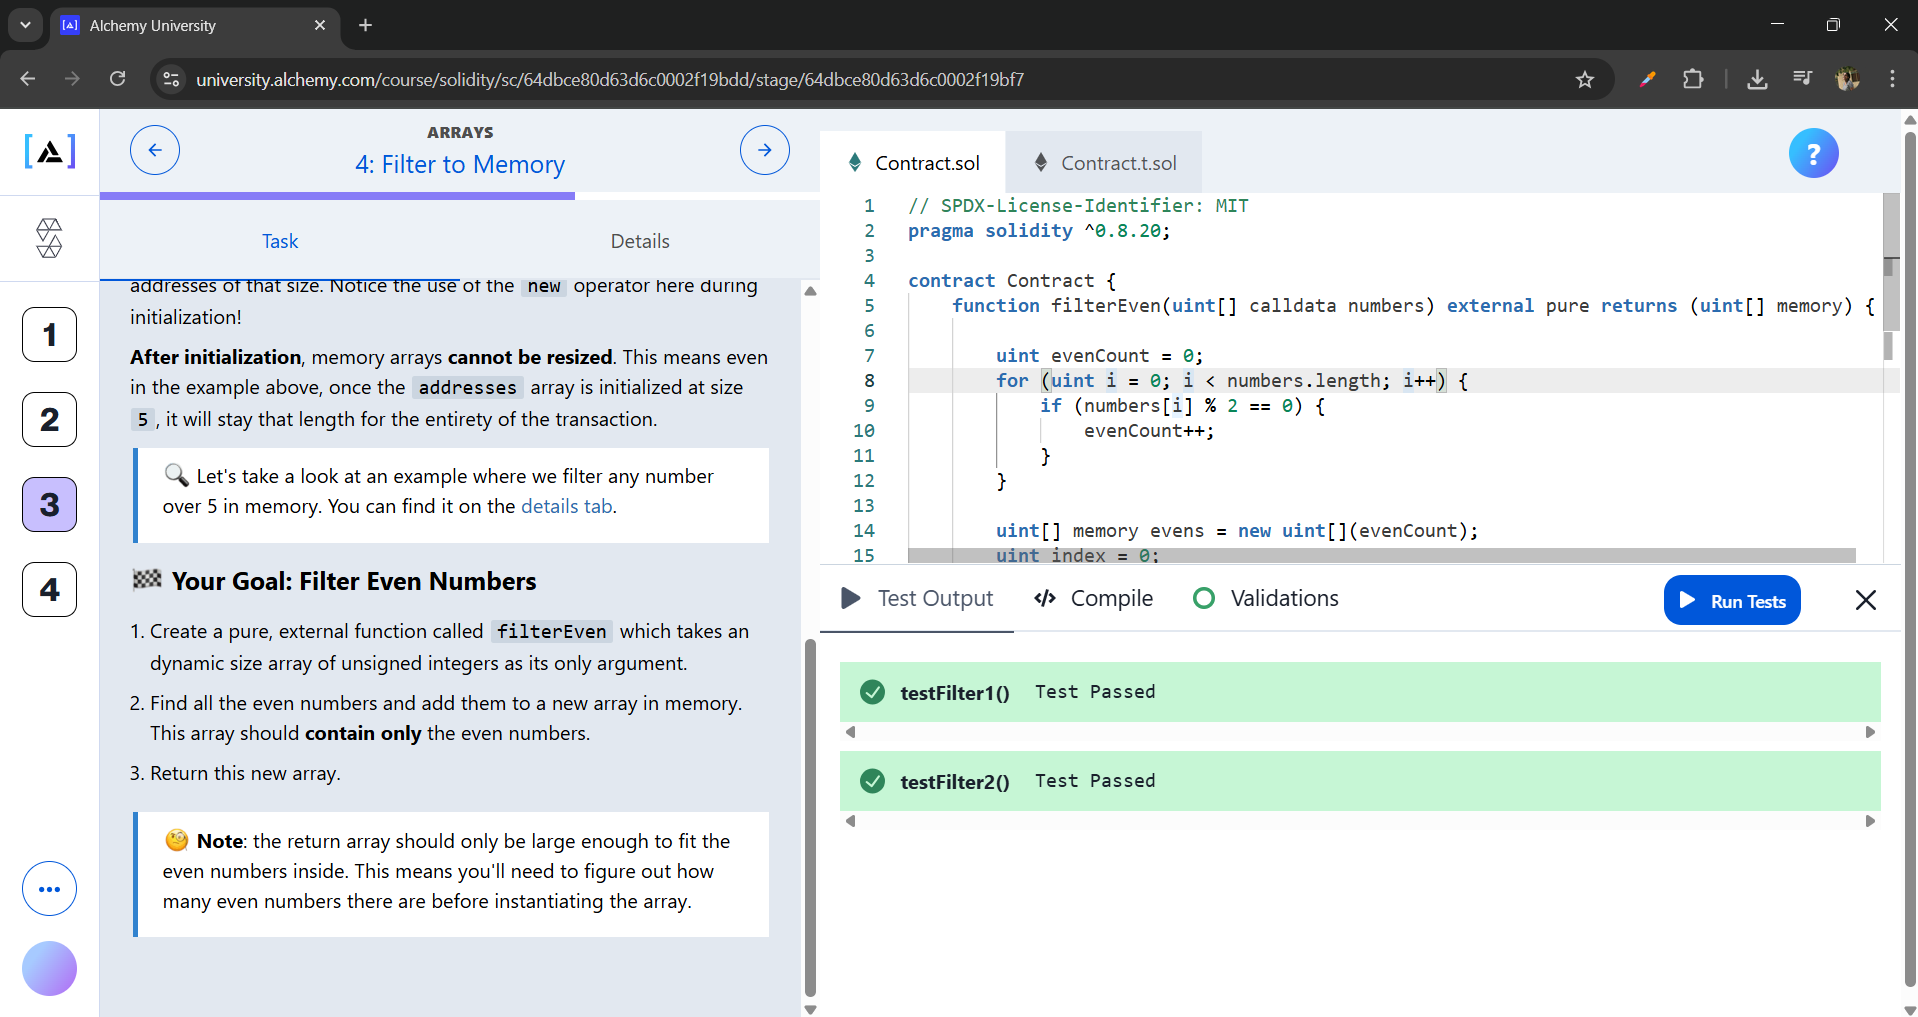 Alchemy University
university.alchemy.com/course/solidity/sc/64dbce80d63d6c0002f19bdd/stage/64dbce80d63d6c0002f19bf7
[A]
1
2
3
4
ARRAYS
4: Filter to Memory
Task
Details
addresses of that size. Notice the use of the new operator here during
initialization!
After initialization, memory arrays cannot be resized. This means even
in the example above, once the addresses array is initialized at size
5 , it will stay that length for the entirety of the transaction.
🔍 Let's take a look at an example where we filter any number
over 5 in memory. You can find it on the details tab.
🏁 Your Goal: Filter Even Numbers
1. Create a pure, external function called filterEven which takes an
dynamic size array of unsigned integers as its only argument.
2. Find all the even numbers and add them to a new array in memory.
This array should contain only the even numbers.
3. Return this new array.
🧐 Note: the return array should only be large enough to fit the
even numbers inside. This means you'll need to figure out how
many even numbers there are before instantiating the array.
Contract.sol
Contract.t.sol
?
1 // SPDX-License-Identifier: MIT
2 pragma solidity ^0.8.20;
3
4 contract Contract {
5 function filterEven(uint[] calldata numbers) external pure returns (uint[] memory) {
6
7 uint evenCount = 0;
8 for (uint i = 0; i < numbers.length; i++) {
9 if (numbers[i] % 2 == 0) {
10 evenCount++;
11 }
12 }
13
14 uint[] memory evens = new uint[](evenCount);
15 uint index = 0;
Test Output
</> Compile
Validations
Run Tests
testFilter1() Test Passed
testFilter2() Test Passed